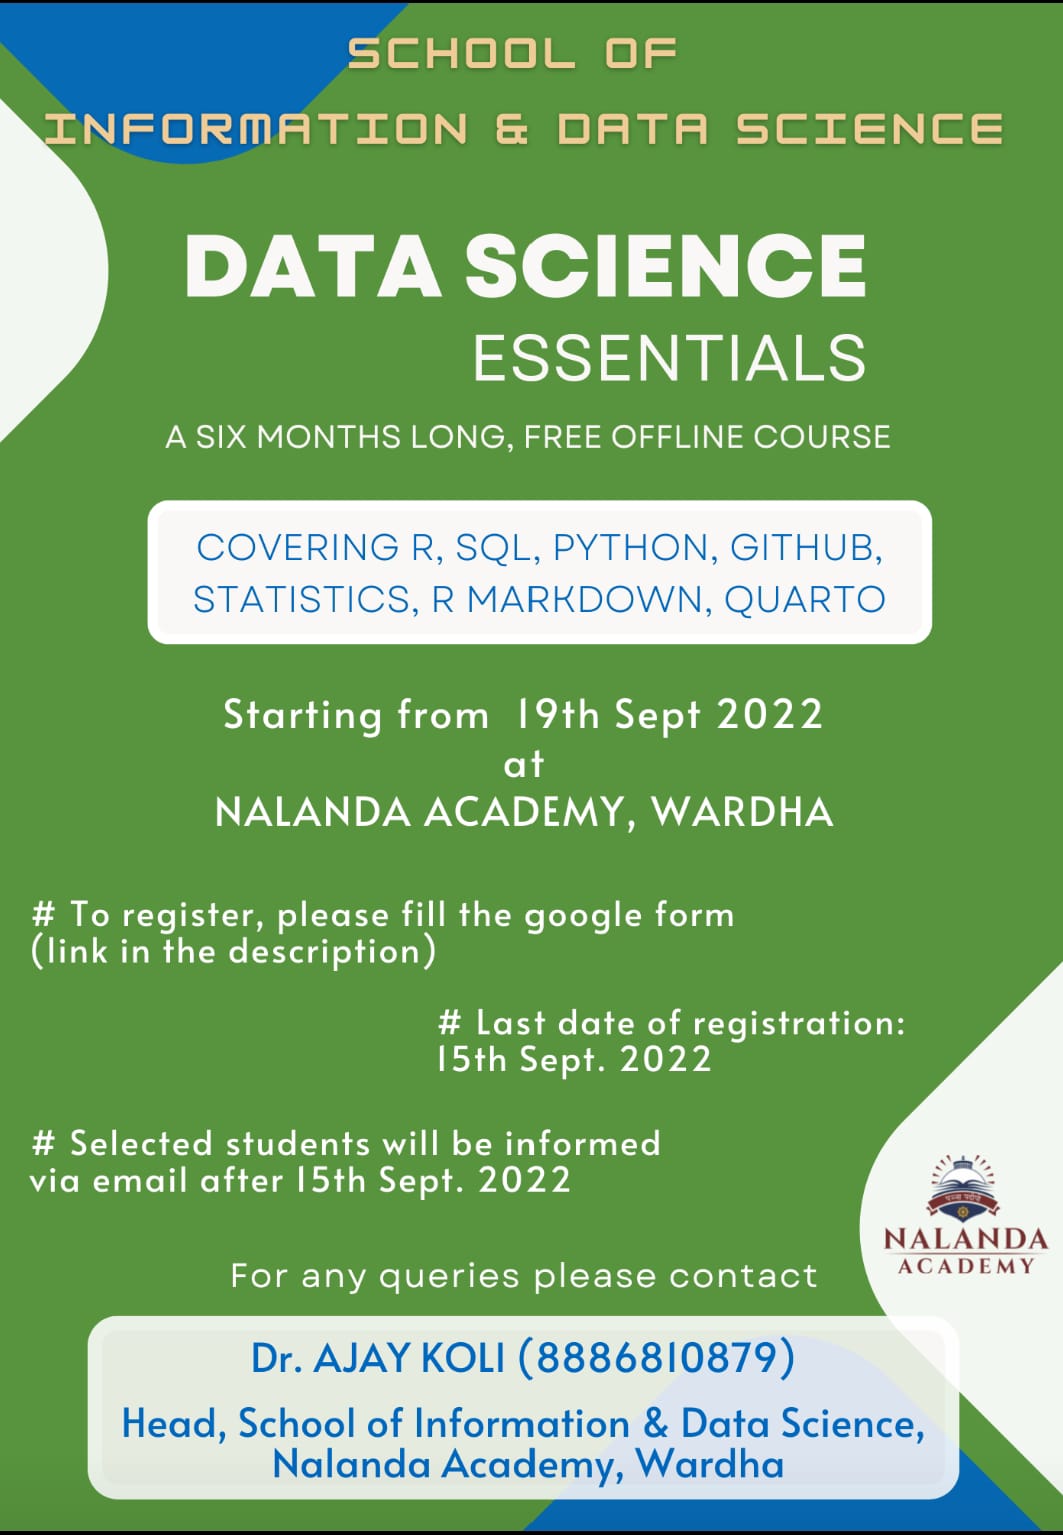 SCHOOL OF
INFORMATION & DATA SCIENCE
DATA SCIENCE
ESSENTIALS
A SIX MONTHS LONG, FREE OFFLINE COURSE
COVERING R, SQL, PYTHON, GITHUB,
STATISTICS, R MARKDOWN, QUARTO
Starting from 19th Sept 2022
at
NALANDA ACADEMY, WARDHA
# To register, please fill the google form
(link in the description)
# Last date of registration:
15th Sept. 2022
# Selected students will be informed
via email after 15th Sept. 2022
NALANDA
ACADEMY
For any queries please contact
Dr. AJAY KOLI (8886810879)
Head, School of Information & Data Science,
Nalanda Academy, Wardha